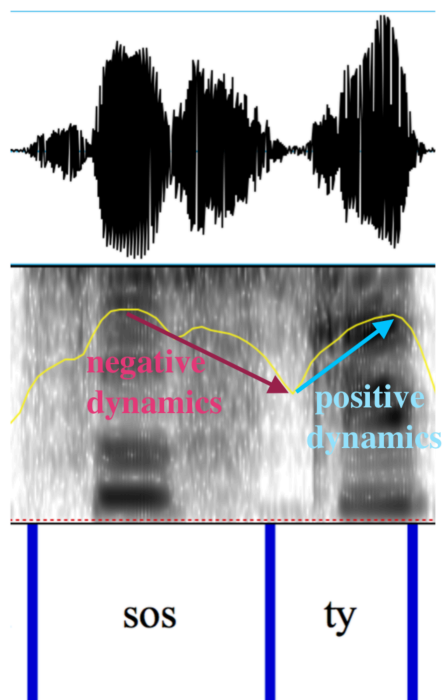 negative
dynamics
positive
dynamics
sos
ty